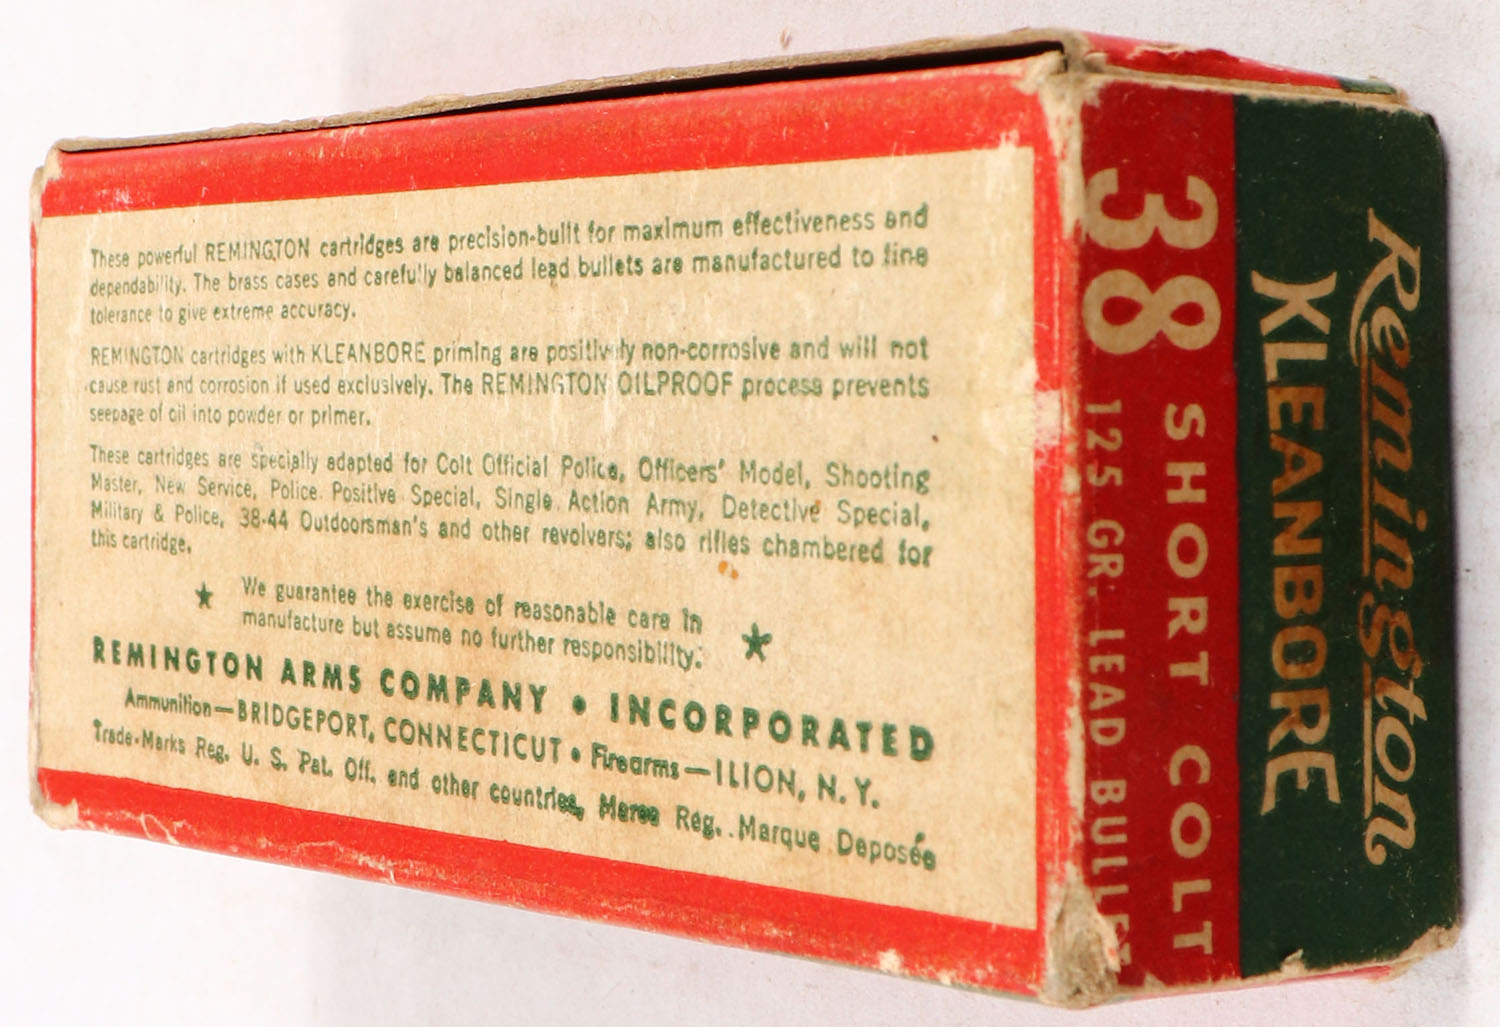 These powerful REMINGTON cartridges are precision-built for maximum effectiveness and
dependability. The brass cases and carefully balanced lead bullets are manufactured to fine
tolerance to give extreme accuracy.
REMINGTON cartridges with KLEANBORE priming are positively non-corrosive and will not
cause rust and corrosion if used exclusively. The REMINGTON OILPROOF process prevents
seepage of oil into powder or primer.
These cartridges are specially adapted for Colt Official Police, Officers' Model, Shooting
Master, New Service, Police Positive Special, Single Action Army, Detective Special,
Military & Police, 38-44 Outdoorsman's and other revolvers; also rifles chambered for
this cartridge.
★ We guarantee the exercise of reasonable care in
manufacture but assume no further responsibility. ★
REMINGTON ARMS COMPANY • INCORPORATED
Ammunition—BRIDGEPORT, CONNECTICUT • Firearms—ILION, N. Y.
Trade-Marks Reg. U. S. Pat. Off. and other countries, Marca Reg. Marque Deposée
Remington
KLEANBORE
38 SHORT COLT
125 GR. LEAD BULLET